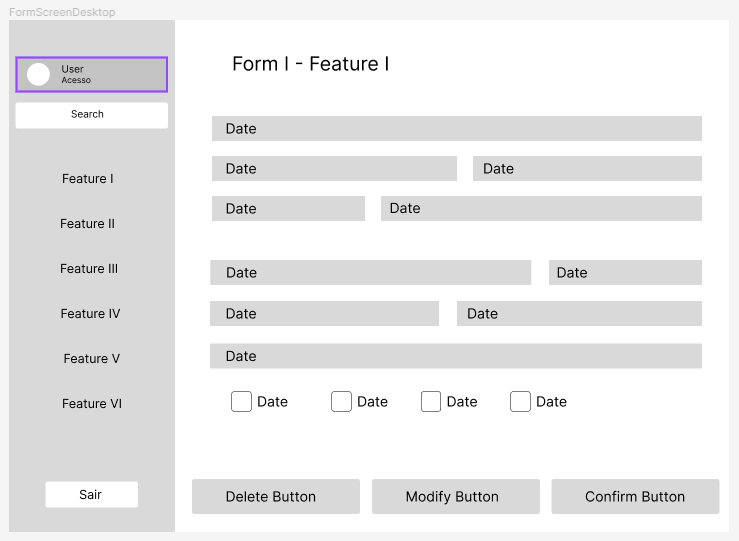 FormScreenDesktop
User
Acesso
Search
Feature I
Feature II
Feature III
Feature IV
Feature V
Feature VI
Sair
Form I - Feature I
Date
Date Date
Date Date
Date Date
Date Date
Date
Date Date Date Date
Delete Button Modify Button Confirm Button